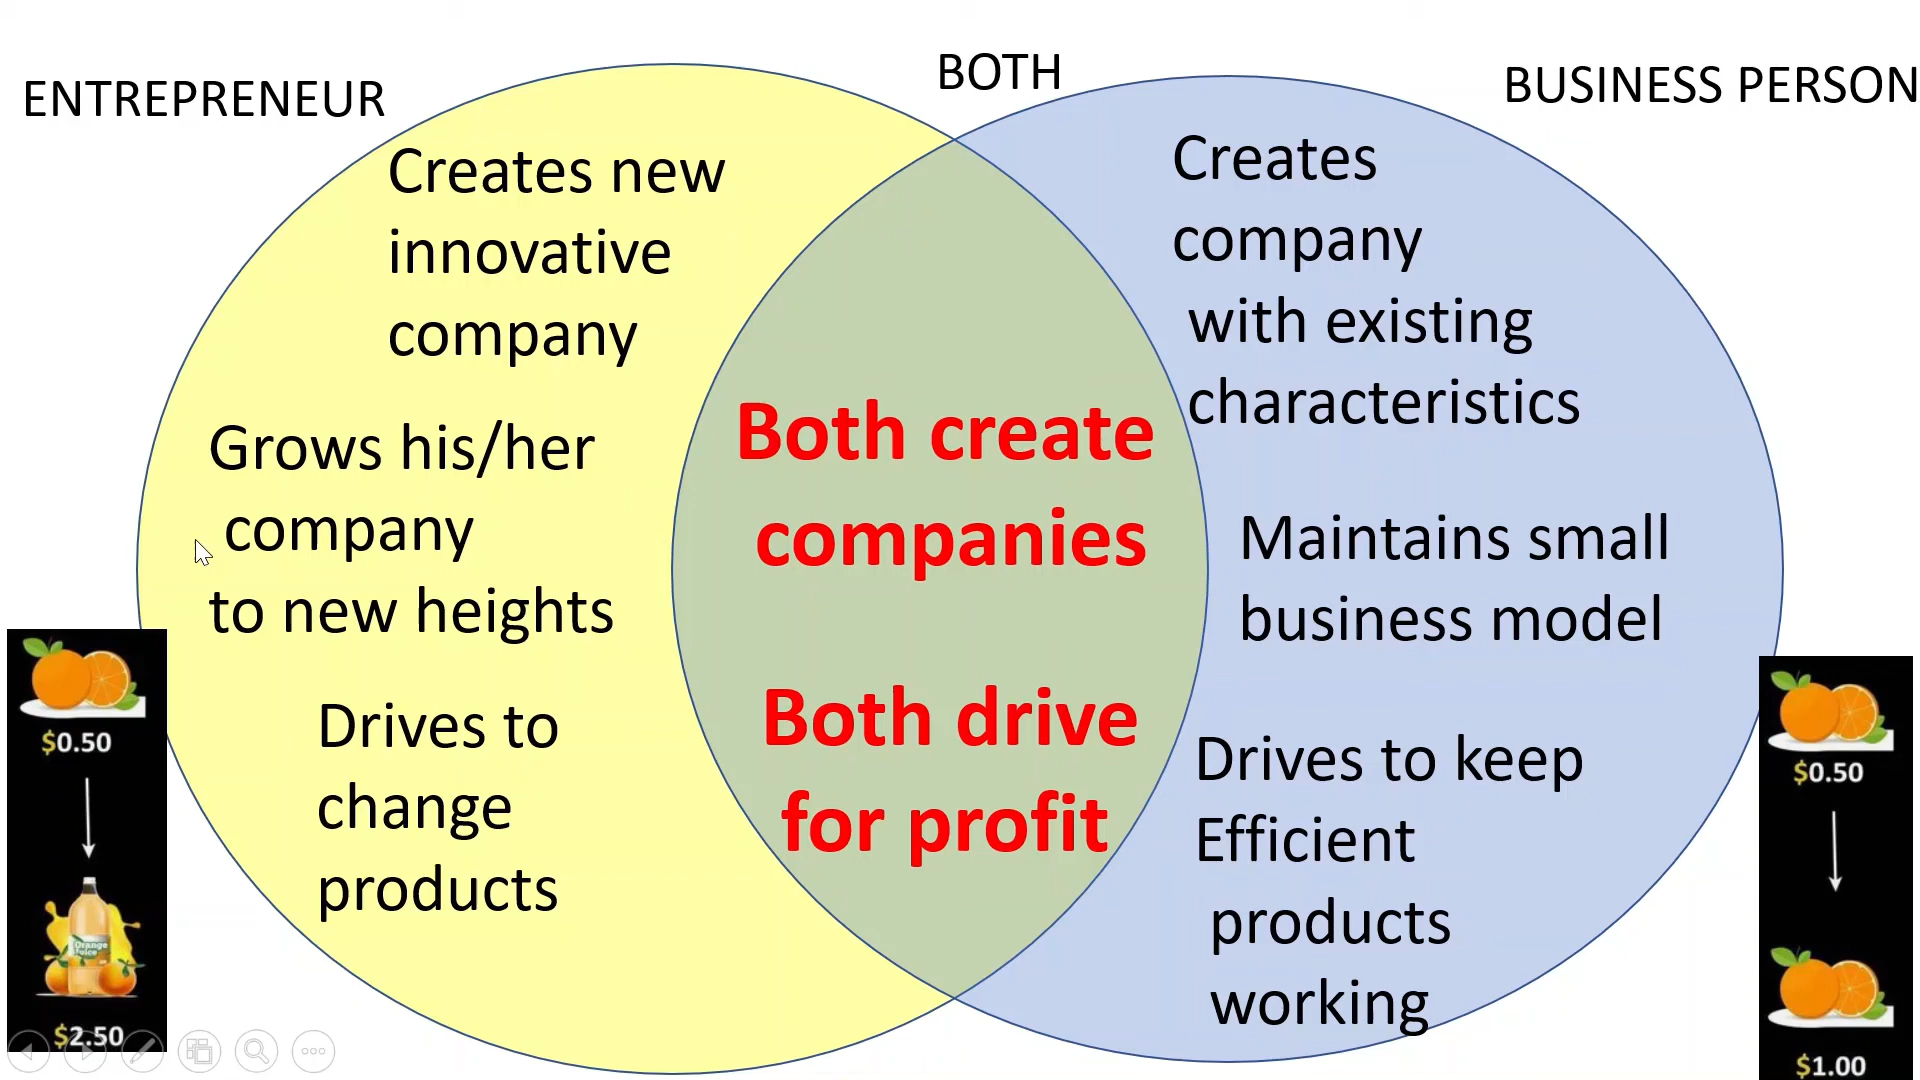 ENTREPRENEUR
BOTH
BUSINESS PERSON
Creates new
innovative
company
Grows his/her
company
to new heights
Drives to
change
products
Both create
companies
Both drive
for profit
Creates
company
with existing
characteristics
Maintains small
business model
Drives to keep
Efficient
products
working
$0.50
Orange
Juice
$2.50
$0.50
$1.00